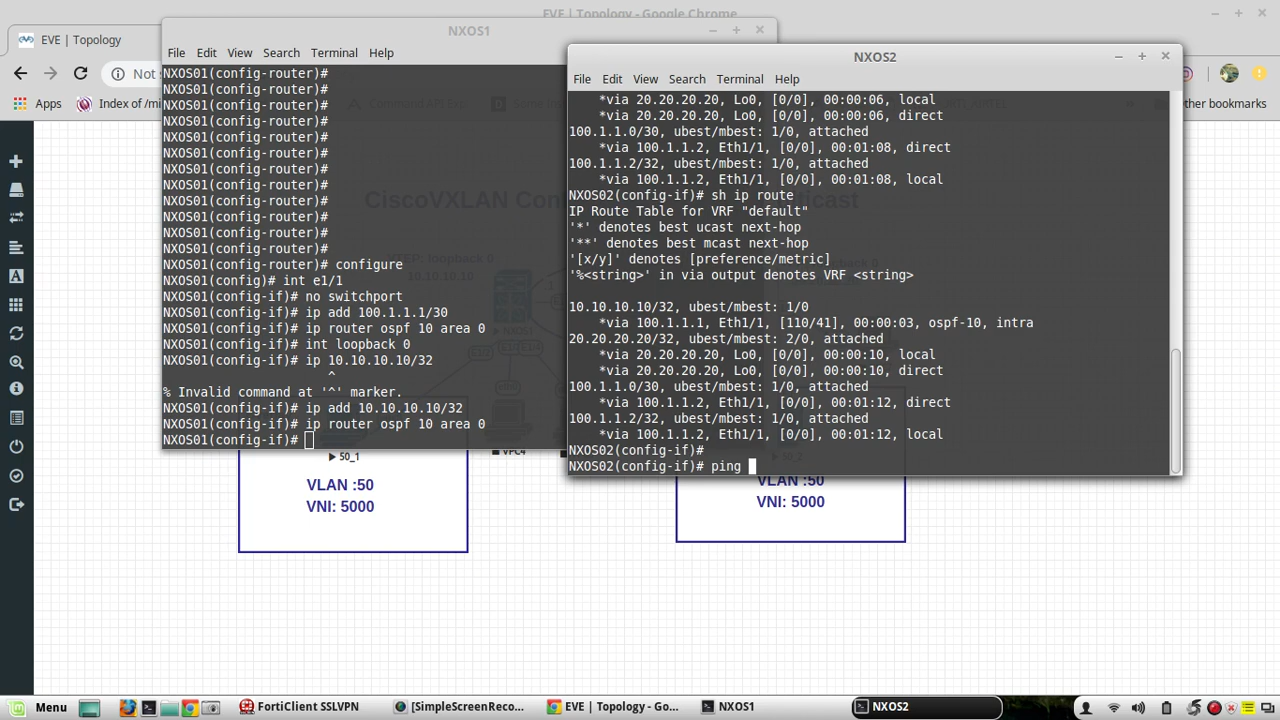 EVE | Topology - Google Chrome
EVE | Topology
Not
Apps
Index of /mi
other bookmarks
NXOS1
File Edit View Search Terminal Help
NXOS01(config-router)#
NXOS01(config-router)#
NXOS01(config-router)#
NXOS01(config-router)#
NXOS01(config-router)#
NXOS01(config-router)#
NXOS01(config-router)#
NXOS01(config-router)#
NXOS01(config-router)#
NXOS01(config-router)#
NXOS01(config-router)#
NXOS01(config-router)#
NXOS01(config-router)# configure
NXOS01(config)# int e1/1
NXOS01(config-if)# no switchport
NXOS01(config-if)# ip add 100.1.1.1/30
NXOS01(config-if)# ip router ospf 10 area 0
NXOS01(config-if)# int loopback 0
NXOS01(config-if)# ip 10.10.10.10/32
^
% Invalid command at '^' marker.
NXOS01(config-if)# ip add 10.10.10.10/32
NXOS01(config-if)# ip router ospf 10 area 0
NXOS01(config-if)#
NXOS2
File Edit View Search Terminal Help
*via 20.20.20.20, Lo0, [0/0], 00:00:06, local
*via 20.20.20.20, Lo0, [0/0], 00:00:06, direct
100.1.1.0/30, ubest/mbest: 1/0, attached
*via 100.1.1.2, Eth1/1, [0/0], 00:01:08, direct
100.1.1.2/32, ubest/mbest: 1/0, attached
*via 100.1.1.2, Eth1/1, [0/0], 00:01:08, local
NXOS02(config-if)# sh ip route
IP Route Table for VRF "default"
'*' denotes best ucast next-hop
'**' denotes best mcast next-hop
'[x/y]' denotes [preference/metric]
'%<string>' in via output denotes VRF <string>
10.10.10.10/32, ubest/mbest: 1/0
*via 100.1.1.1, Eth1/1, [110/41], 00:00:03, ospf-10, intra
20.20.20.20/32, ubest/mbest: 2/0, attached
*via 20.20.20.20, Lo0, [0/0], 00:00:10, local
*via 20.20.20.20, Lo0, [0/0], 00:00:10, direct
100.1.1.0/30, ubest/mbest: 1/0, attached
*via 100.1.1.2, Eth1/1, [0/0], 00:01:12, direct
100.1.1.2/32, ubest/mbest: 1/0, attached
*via 100.1.1.2, Eth1/1, [0/0], 00:01:12, local
NXOS02(config-if)#
NXOS02(config-if)# ping
CiscoVXLAN
VTEP: loopback 0
10.10.10.10
NXOS1
VPC4
50_1
VLAN :50
VNI: 5000
50_2
VLAN :50
VNI: 5000
Menu
FortiClient SSLVPN
[SimpleScreenReco...
EVE | Topology - Go...
NXOS1
NXOS2